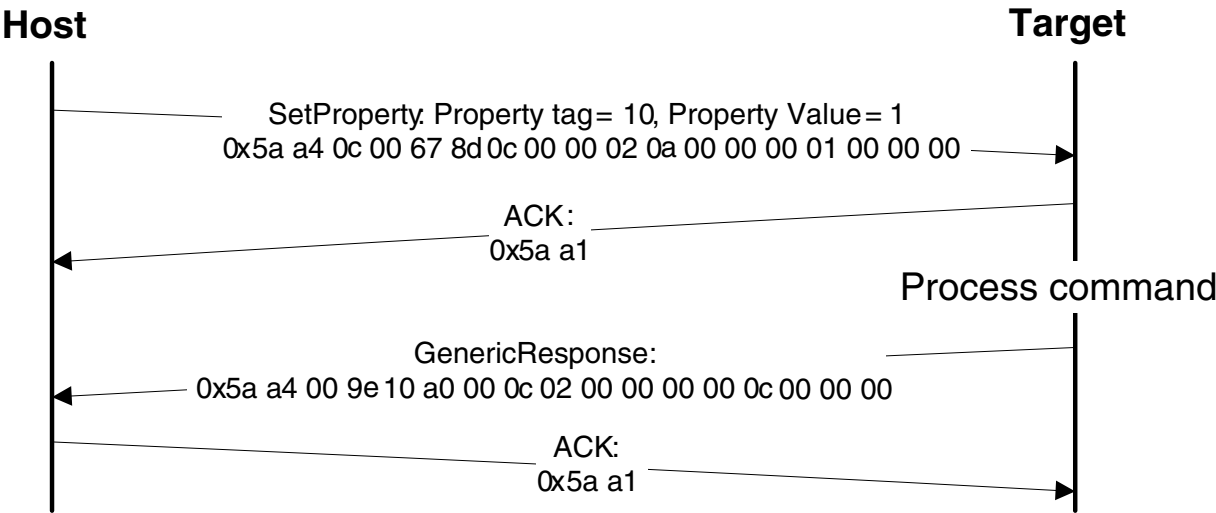 Host
Target
SetProperty: Property tag = 10, Property Value = 1
0x5a a4 0c 00 67 8d 0c 00 00 02 0a 00 00 00 01 00 00 00
ACK:
0x5a a1
Process command
GenericResponse:
0x5a a4 00 9e 10 a0 00 0c 02 00 00 00 00 0c 00 00 00
ACK:
0x5a a1